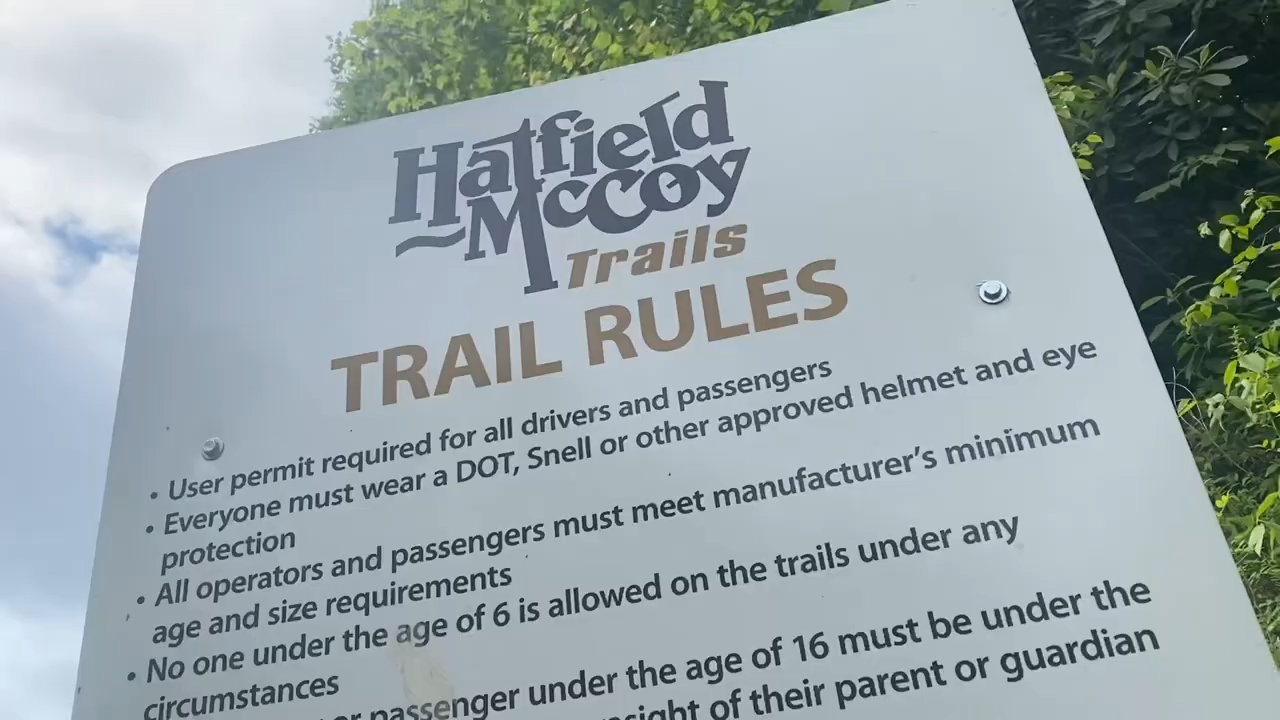 Hatfield
McCoy
Trails
TRAIL RULES
• User permit required for all drivers and passengers
• Everyone must wear a DOT, Snell or other approved helmet and eye
protection
• All operators and passengers must meet manufacturer's minimum
age and size requirements
• No one under the age of 6 is allowed on the trails under any
circumstances
passenger under the age of 16 must be under the
of their parent or guardian